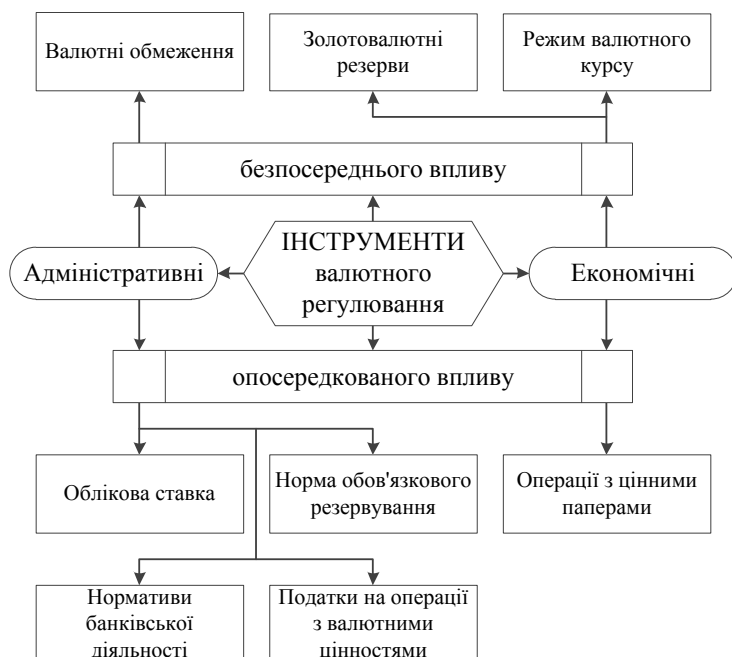 Валютні обмеження
Золотовалютні
резерви
Режим валютного
курсу
безпосереднього впливу
Адміністративні
ІНСТРУМЕНТИ
валютного
регулювання
Економічні
опосередкованого впливу
Облікова ставка
Норма обов'язкового
резервування
Операції з цінними
паперами
Нормативи
банківської
діяльності
Податки на операції
з валютними
цінностями